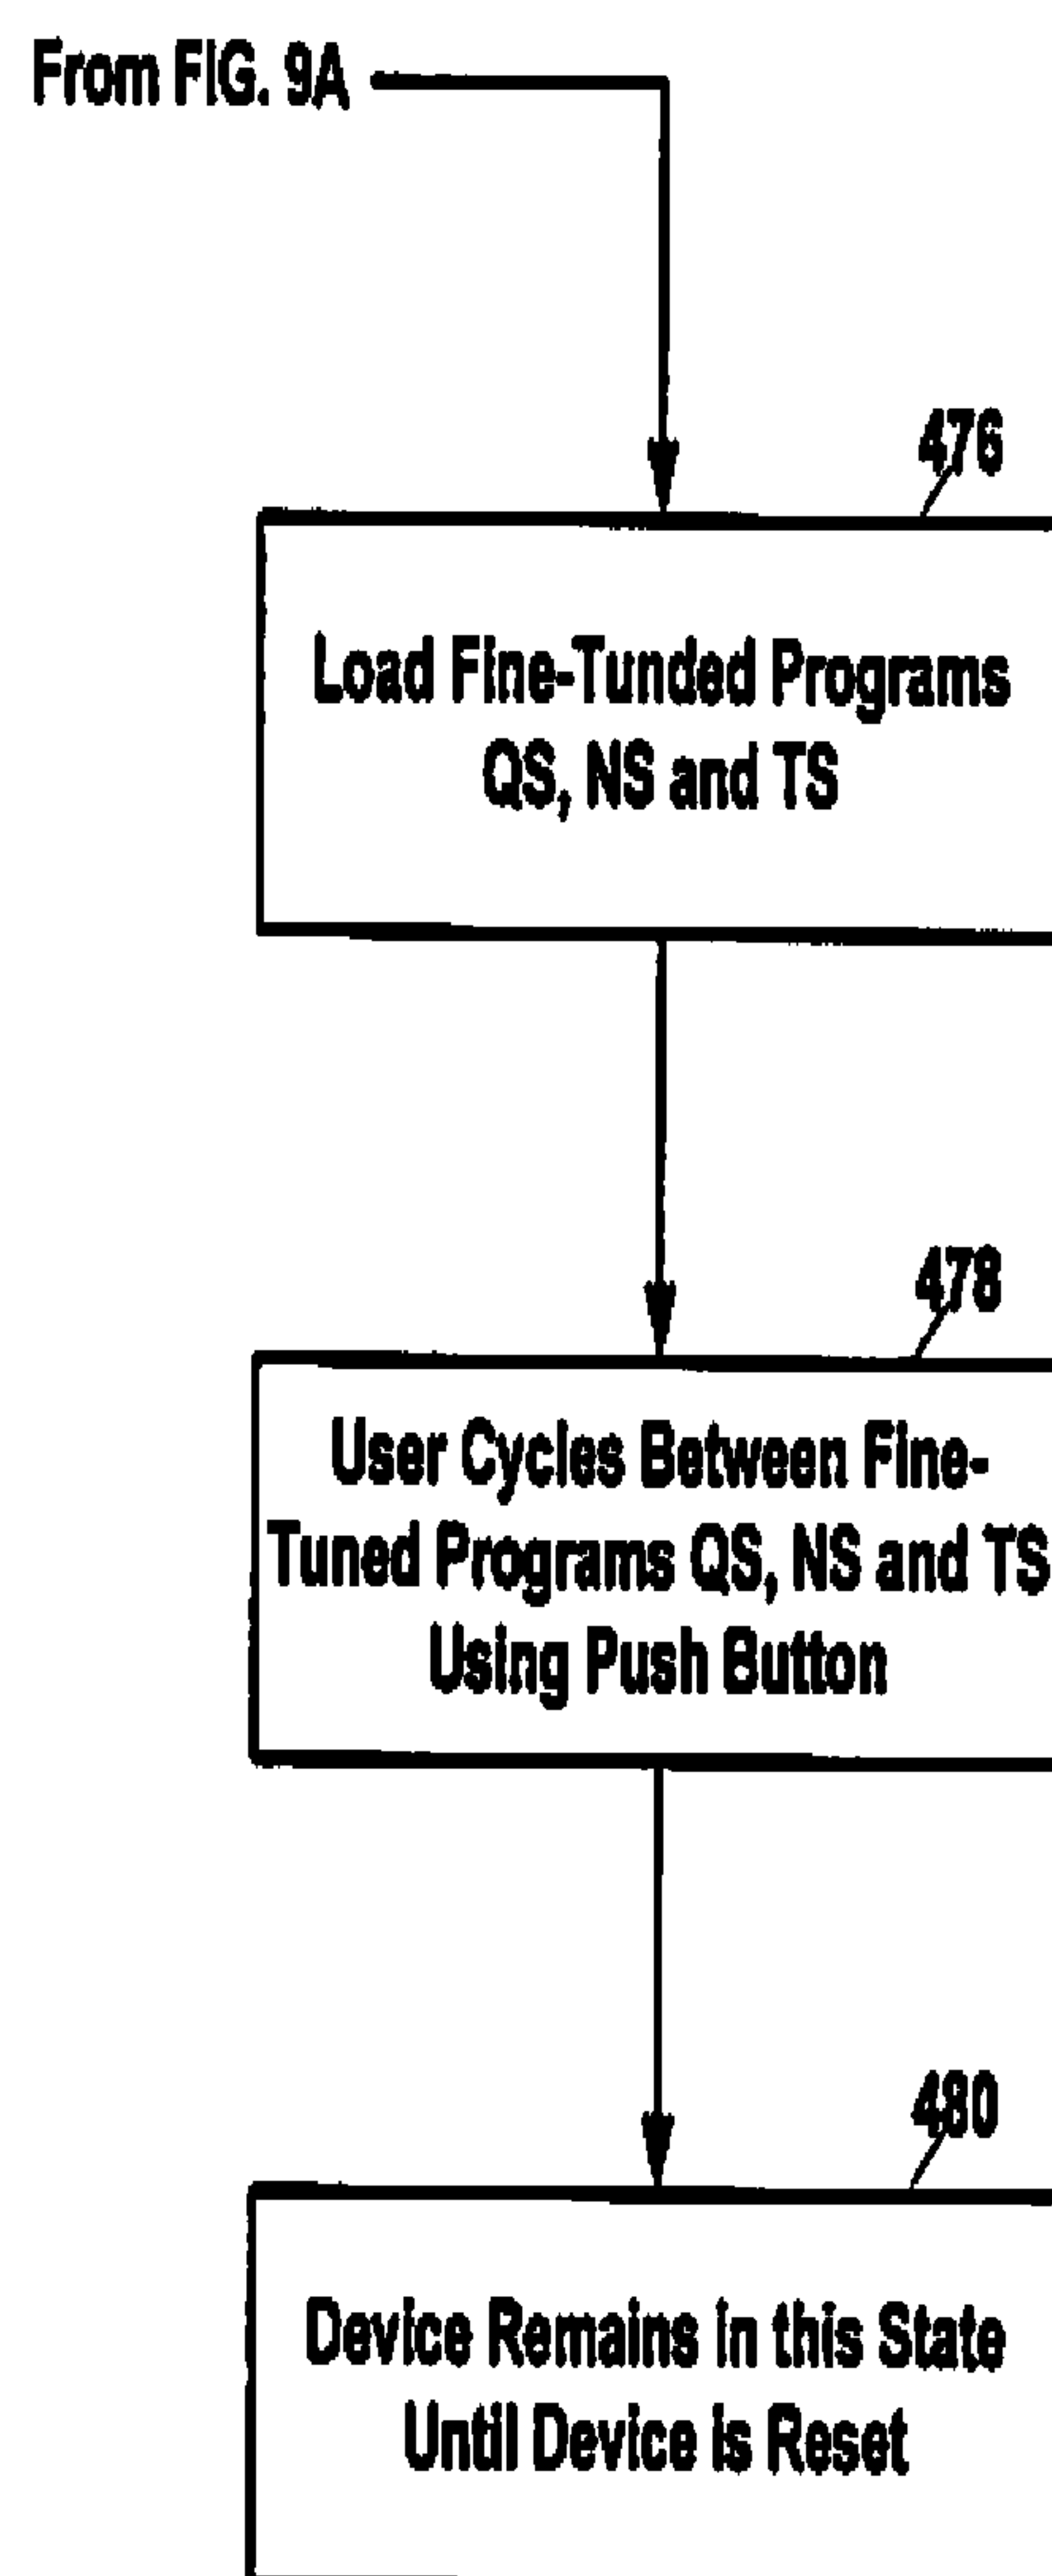 From FIG. 9A
476
Load Fine-Tunded Programs
QS, NS and TS
478
User Cycles Between Fine-
Tuned Programs QS, NS and TS
Using Push Button
480
Device Remains in this State
Until Device is Reset